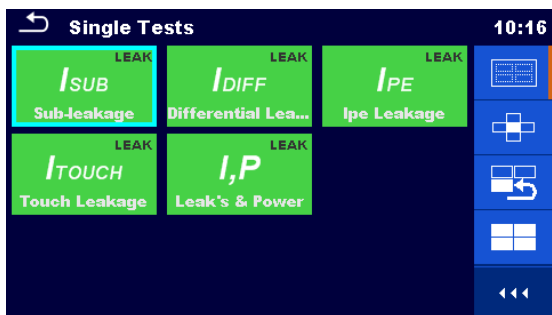 Single Tests 10:16
LEAK LEAK LEAK
ISUB IDIFF IPE
Sub-leakage Differential Lea... Ipe Leakage
LEAK LEAK
ITOUCH I,P
Touch Leakage Leak's & Power